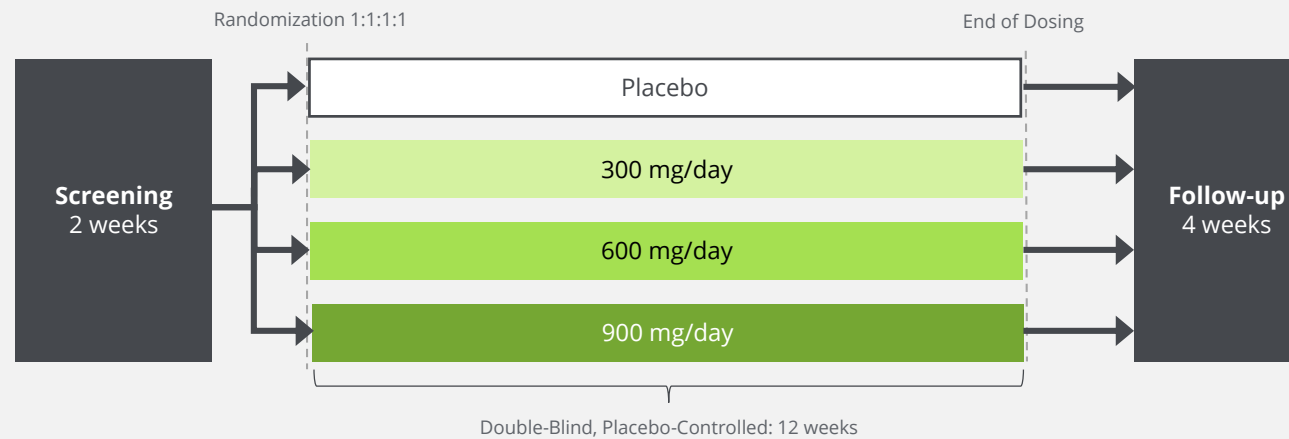 Randomization 1:1:1:1
End of Dosing
Placebo
300 mg/day
Screening
2 weeks
Follow-up
4 weeks
600 mg/day
900 mg/day
Double-Blind, Placebo-Controlled: 12 weeks